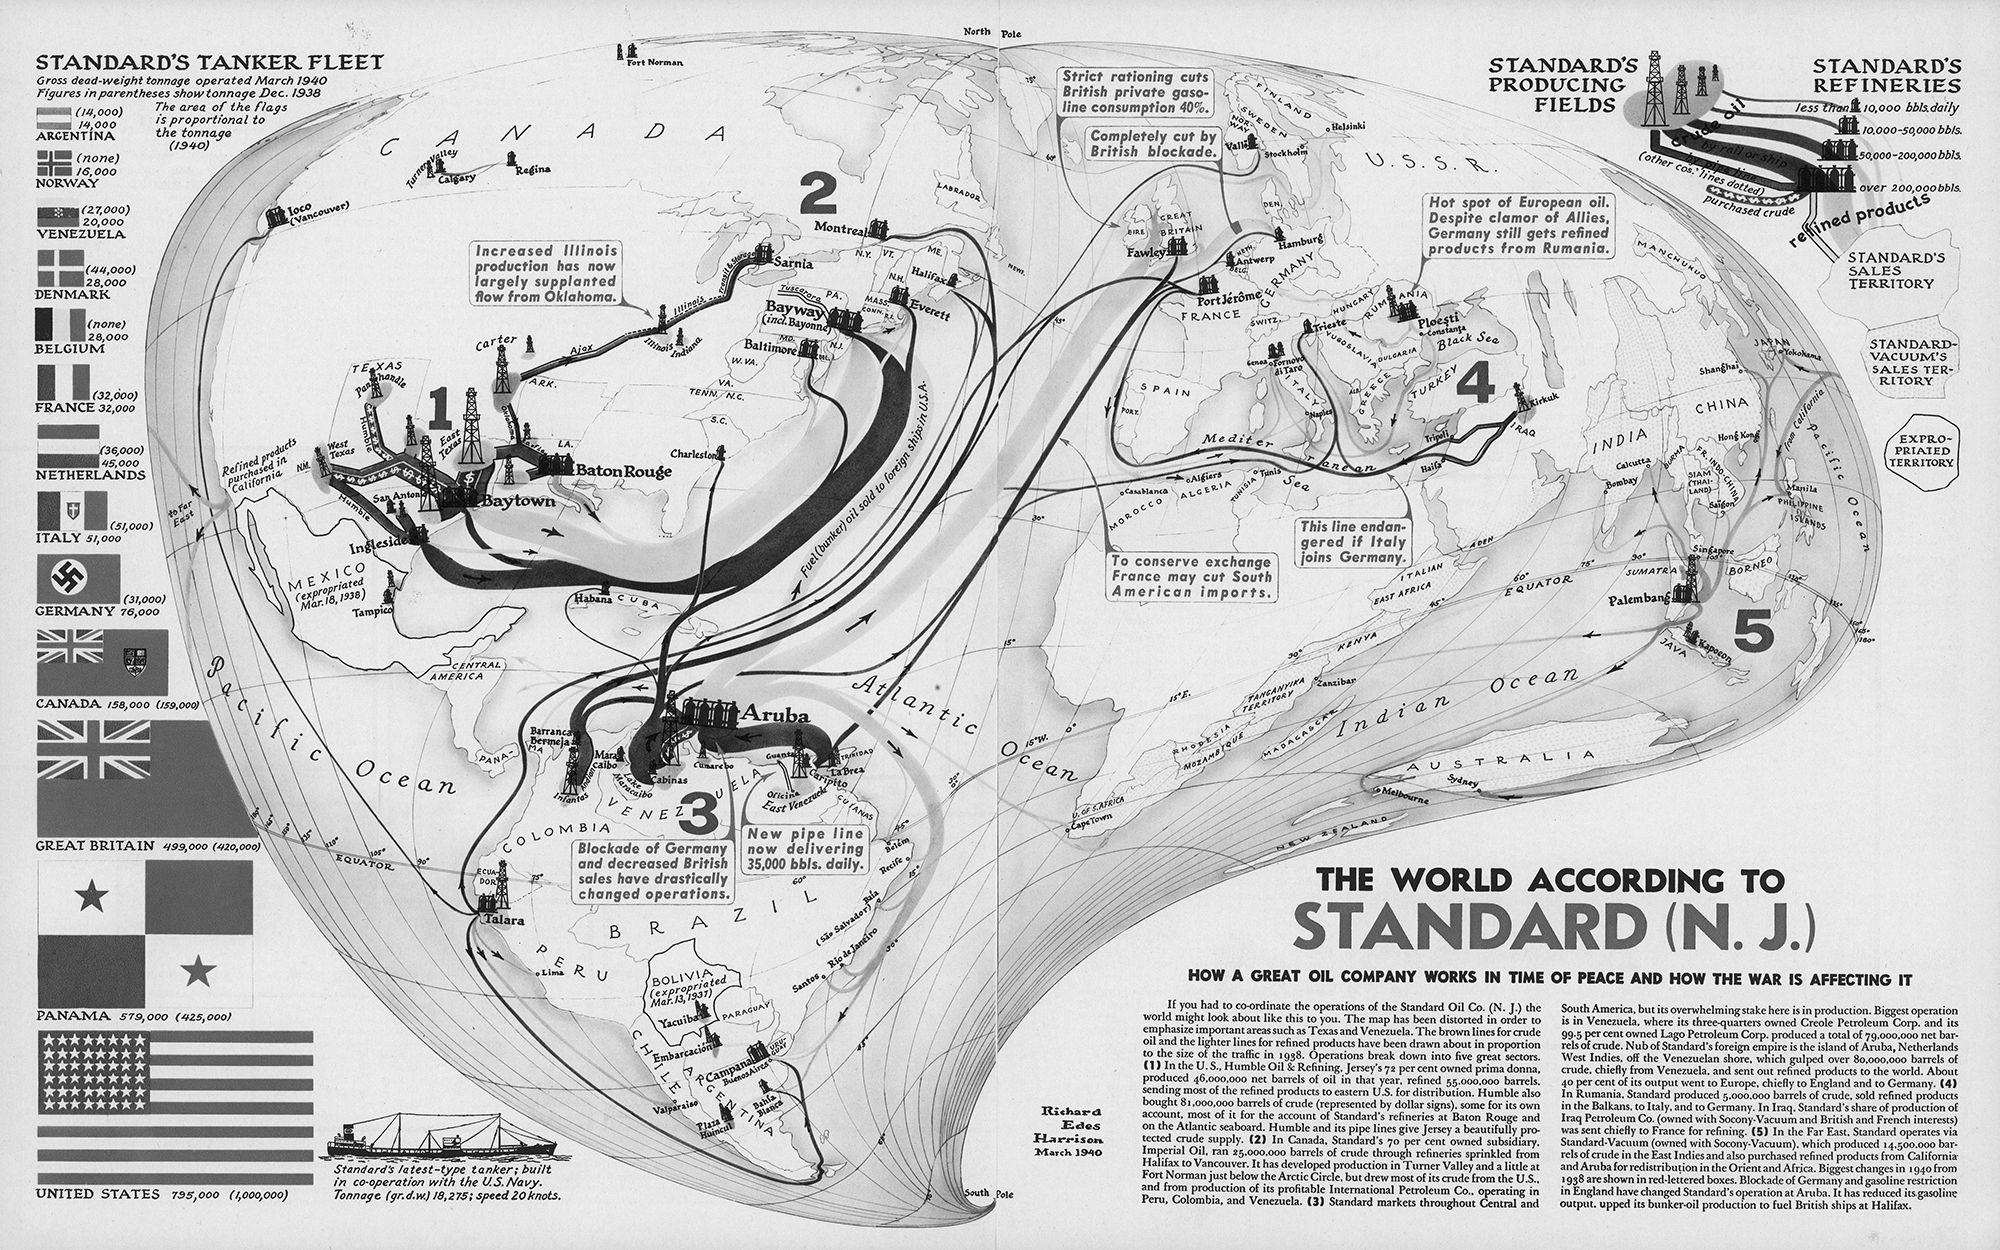 STANDARD'S TANKER FLEET
Gross dead-weight tonnage operated March 1940
Figures in parentheses show tonnage Dec. 1938
The area of the flags
is proportional to
the tonnage
(1940)
(14,000)
14,000
ARGENTINA
(none)
16,000
NORWAY
(27,000)
20,000
VENEZUELA
(44,000)
28,000
DENMARK
(none)
28,000
BELGIUM
(32,000)
FRANCE 32,000
(36,000)
45,000
NETHERLANDS
(51,000)
ITALY 51,000
(31,000)
GERMANY 76,000
CANADA 158,000 (159,000)
GREAT BRITAIN 499,000 (420,000)
PANAMA 579,000 (425,000)
UNITED STATES 795,000 (1,000,000)
Standard's latest-type tanker; built
in co-operation with the U.S. Navy.
Tonnage (gr.d.w.) 18,275; speed 20 knots.
North Pole
Fort Norman
CANADA
Turner Valley
Calgary
Regina
Ioco
(Vancouver)
LABRADOR
2
Montreal
Sarnia
N.Y.
VT.
ME.
N.H.
Halifax
NEWF.
MASS.
CONN.
R.I.
Everett
Tuscarora
PA.
Bayway
(incl. Bayonne)
MD.
N.J.
Baltimore
W.VA.
VA.
TENN.
N.C.
S.C.
Charleston
Increased Illinois
production has now
largely supplanted
flow from Oklahoma.
Illinois
Illinois
Indiana
Ajax
Carter
ARK.
TEXAS
Panhandle
Humble
1
East
Texas
West
Texas
N.M.
LA.
Baton Rouge
Baytown
San Antonio
Humble
Ingleside
Refined products
purchased in
California
to Far
East
MEXICO
(expropriated
Mar. 18, 1938)
Tampico
Habana
CUBA
CENTRAL
AMERICA
PANAMA
Fuel (bunker) oil sold to foreign ships in U.S.A.
Pacific Ocean
Atlantic Ocean
EQUATOR
Aruba
Barranca
Bermeja
Infantas
Maracaibo
Lake
Maracaibo
Cabinas
Cumarebo
Guanta
Caripito
TRINIDAD
La Brea
Oficina
East Venezuela
VENEZUELA
GUIANAS
COLOMBIA
3
Blockade of Germany
and decreased British
sales have drastically
changed operations.
New pipe line
now delivering
35,000 bbls. daily.
ECUADOR
Talara
PERU
Lima
BRAZIL
Belém
Recife
Baía
(São Salvador)
Rio de Janeiro
Santos
BOLIVIA
(expropriated
Mar. 13, 1937)
Yacuiba
PARAGUAY
Embarcación
CHILE
ARGENTINA
URUGUAY
Campana
Buenos Aires
Valparaiso
Bahía
Blanca
Plaza
Huincul
South Pole
Strict rationing cuts
British private gaso-
line consumption 40%.
Completely cut by
British blockade.
FINLAND
SWEDEN
NORWAY
Helsinki
Valle
Stockholm
U.S.S.R.
DEN.
GREAT
BRITAIN
EIRE
Fawley
Hamburg
NETH.
Antwerp
BELG.
GERMANY
Port Jérôme
FRANCE
SWITZ.
HUNGARY
RUMANIA
Ploesti
Constanta
Black Sea
Trieste
YUGOSLAVIA
BULGARIA
Genoa
Fornovo
di Taro
ITALY
Naples
ALB.
GREECE
TURKEY
SPAIN
PORT.
Hot spot of European oil.
Despite clamor of Allies,
Germany still gets refined
products from Rumania.
4
Kirkuk
IRAQ
Tripoli
Haifa
Mediterranean
Sea
Algiers
Tunis
Casablanca
MOROCCO
ALGERIA
TUNISIA
This line endan-
gered if Italy
joins Germany.
To conserve exchange
France may cut South
American imports.
ADEN
ITALIAN
EAST AFRICA
KENYA
TANGANYIKA
TERRITORY
Zanzibar
RHODESIA
MOZAMBIQUE
MADAGASCAR
U. OF S. AFRICA
Cape Town
EQUATOR
Indian Ocean
MANCHUKUO
JAPAN
Yokohama
Shanghai
CHINA
Hong Kong
INDIA
Calcutta
Bombay
BURMA
SIAM
(THAI-
LAND)
FR. INDO-CHINA
Saigon
Manila
PHILIPPINE
ISLANDS
from California
Pacific Ocean
Singapore
SUMATRA
BORNEO
Palembang
JAVA
Kapoeon
5
AUSTRALIA
Sydney
Melbourne
NEW ZEALAND
STANDARD'S
PRODUCING
FIELDS
STANDARD'S
REFINERIES
less than 10,000 bbls. daily
10,000-50,000 bbls.
50,000-200,000 bbls.
over 200,000 bbls.
crude oil
by rail or ship
by pipe line
(other cos.' lines dotted)
purchased crude
refined products
STANDARD'S
SALES
TERRITORY
STANDARD-
VACUUM'S
SALES TER-
RITORY
EXPRO-
PRIATED
TERRITORY
THE WORLD ACCORDING TO
STANDARD (N. J.)
HOW A GREAT OIL COMPANY WORKS IN TIME OF PEACE AND HOW THE WAR IS AFFECTING IT
If you had to co-ordinate the operations of the Standard Oil Co. (N. J.) the
world might look about like this to you. The map has been distorted in order to
emphasize important areas such as Texas and Venezuela. The brown lines for crude
oil and the lighter lines for refined products have been drawn about in proportion
to the size of the traffic in 1938. Operations break down into five great sectors.
(1) In the U. S., Humble Oil & Refining, Jersey's 72 per cent owned prima donna,
produced 46,000,000 net barrels of oil in that year, refined 55,000,000 barrels,
sending most of the refined products to eastern U.S. for distribution. Humble also
bought 81,000,000 barrels of crude (represented by dollar signs), some for its own
account, most of it for the account of Standard's refineries at Baton Rouge and
on the Atlantic seaboard. Humble and its pipe lines give Jersey a beautifully pro-
tected crude supply. (2) In Canada, Standard's 70 per cent owned subsidiary,
Imperial Oil, ran 25,000,000 barrels of crude through refineries sprinkled from
Halifax to Vancouver. It has developed production in Turner Valley and a little at
Fort Norman just below the Arctic Circle, but drew most of its crude from the U.S.,
and from production of its profitable International Petroleum Co., operating in
Peru, Colombia, and Venezuela. (3) Standard markets throughout Central and
South America, but its overwhelming stake here is in production. Biggest operation
is in Venezuela, where its three-quarters owned Creole Petroleum Corp. and its
99.5 per cent owned Lago Petroleum Corp. produced a total of 79,000,000 net bar-
rels of crude. Nub of Standard's foreign empire is the island of Aruba, Netherlands
West Indies, off the Venezuelan shore, which gulped over 80,000,000 barrels of
crude, chiefly from Venezuela, and sent out refined products to the world. About
40 per cent of its output went to Europe, chiefly to England and to Germany. (4)
In Rumania, Standard produced 5,000,000 barrels of crude, sold refined products
in the Balkans, to Italy, and to Germany. In Iraq, Standard's share of production of
Iraq Petroleum Co. (owned with Socony-Vacuum and British and French interests)
was sent chiefly to France for refining. (5) In the Far East, Standard operates via
Standard-Vacuum (owned with Socony-Vacuum), which produced 14,500,000 bar-
rels of crude in the East Indies and also purchased refined products from California
and Aruba for redistribution in the Orient and Africa. Biggest changes in 1940 from
1938 are shown in red-lettered boxes. Blockade of Germany and gasoline restriction
in England have changed Standard's operation at Aruba. It has reduced its gasoline
output, upped its bunker-oil production to fuel British ships at Halifax.
Richard
Edes
Harrison
March 1940